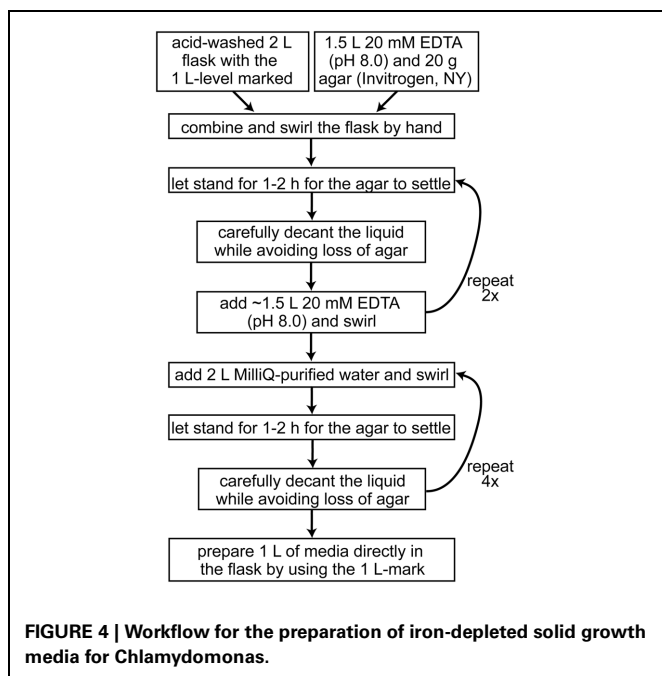 acid-washed 2 L
flask with the
1 L-level marked
1.5 L 20 mM EDTA
(pH 8.0) and 20 g
agar (Invitrogen, NY)
combine and swirl the flask by hand
let stand for 1-2 h for the agar to settle
carefully decant the liquid
while avoiding loss of agar
repeat
2x
add ~1.5 L 20 mM EDTA
(pH 8.0) and swirl
add 2 L MilliQ-purified water and swirl
let stand for 1-2 h for the agar to settle
carefully decant the liquid
while avoiding loss of agar
repeat
4x
prepare 1 L of media directly in
the flask by using the 1 L-mark
FIGURE 4 | Workflow for the preparation of iron-depleted solid growth
media for Chlamydomonas.